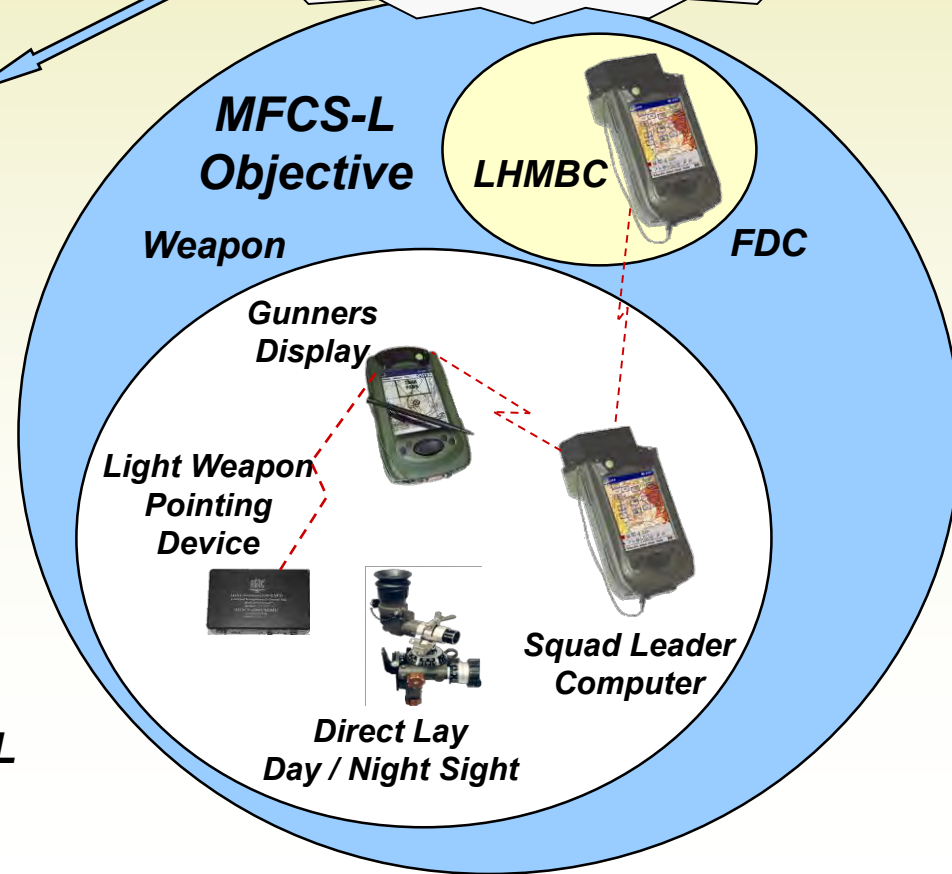 MFCS-L
Objective
LHMBC
Weapon
FDC
Gunners
Display
Light Weapon
Pointing
Device
Squad Leader
Computer
Direct Lay
Day / Night Sight
L